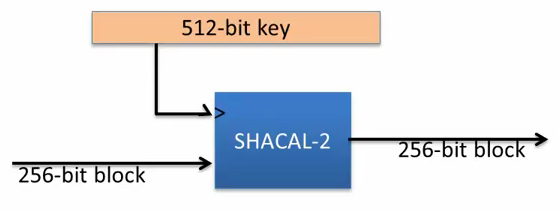 512-bit key
>
SHACAL-2
256-bit block
256-bit block